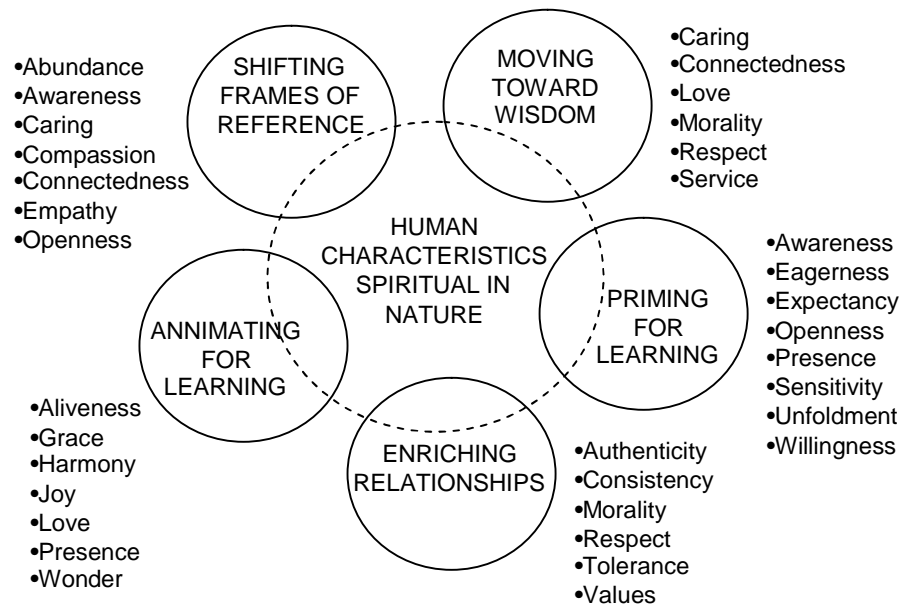 •Abundance
•Awareness
•Caring
•Compassion
•Connectedness
•Empathy
•Openness
SHIFTING
FRAMES OF
REFERENCE
MOVING
TOWARD
WISDOM
•Caring
•Connectedness
•Love
•Morality
•Respect
•Service
HUMAN
CHARACTERISTICS
SPIRITUAL IN
NATURE
PRIMING
FOR
LEARNING
•Awareness
•Eagerness
•Expectancy
•Openness
•Presence
•Sensitivity
•Unfoldment
•Willingness
ANNIMATING
FOR
LEARNING
•Aliveness
•Grace
•Harmony
•Joy
•Love
•Presence
•Wonder
ENRICHING
RELATIONSHIPS
•Authenticity
•Consistency
•Morality
•Respect
•Tolerance
•Values